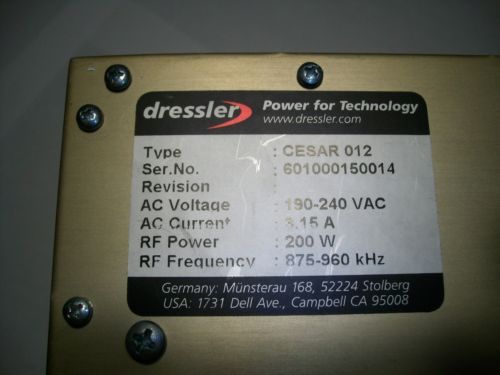 dressler Power for Technology
www.dressler.com
Type : CESAR 012
Ser.No. : 601000150014
Revision :
AC Voltage : 190-240 VAC
AC Current : 3.15 A
RF Power : 200 W
RF Frequency : 875-960 kHz
Germany: Münsterau 168, 52224 Stolberg
USA: 1731 Dell Ave., Campbell CA 95008